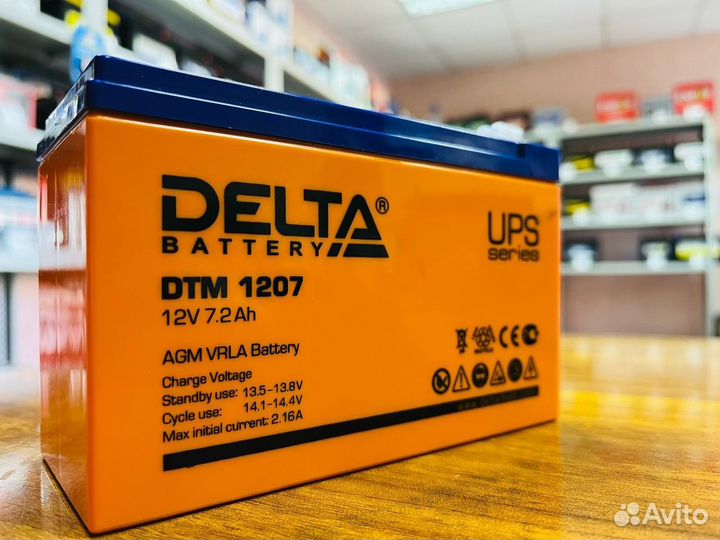 DELTA®
BATTERY
UPS
series
DTM 1207
12V 7.2Ah
AGM VRLA Battery
Charge Voltage
Standby use: 13.5-13.8V
Cycle use: 14.1-14.4V
Max initial current: 2.16A
Avito